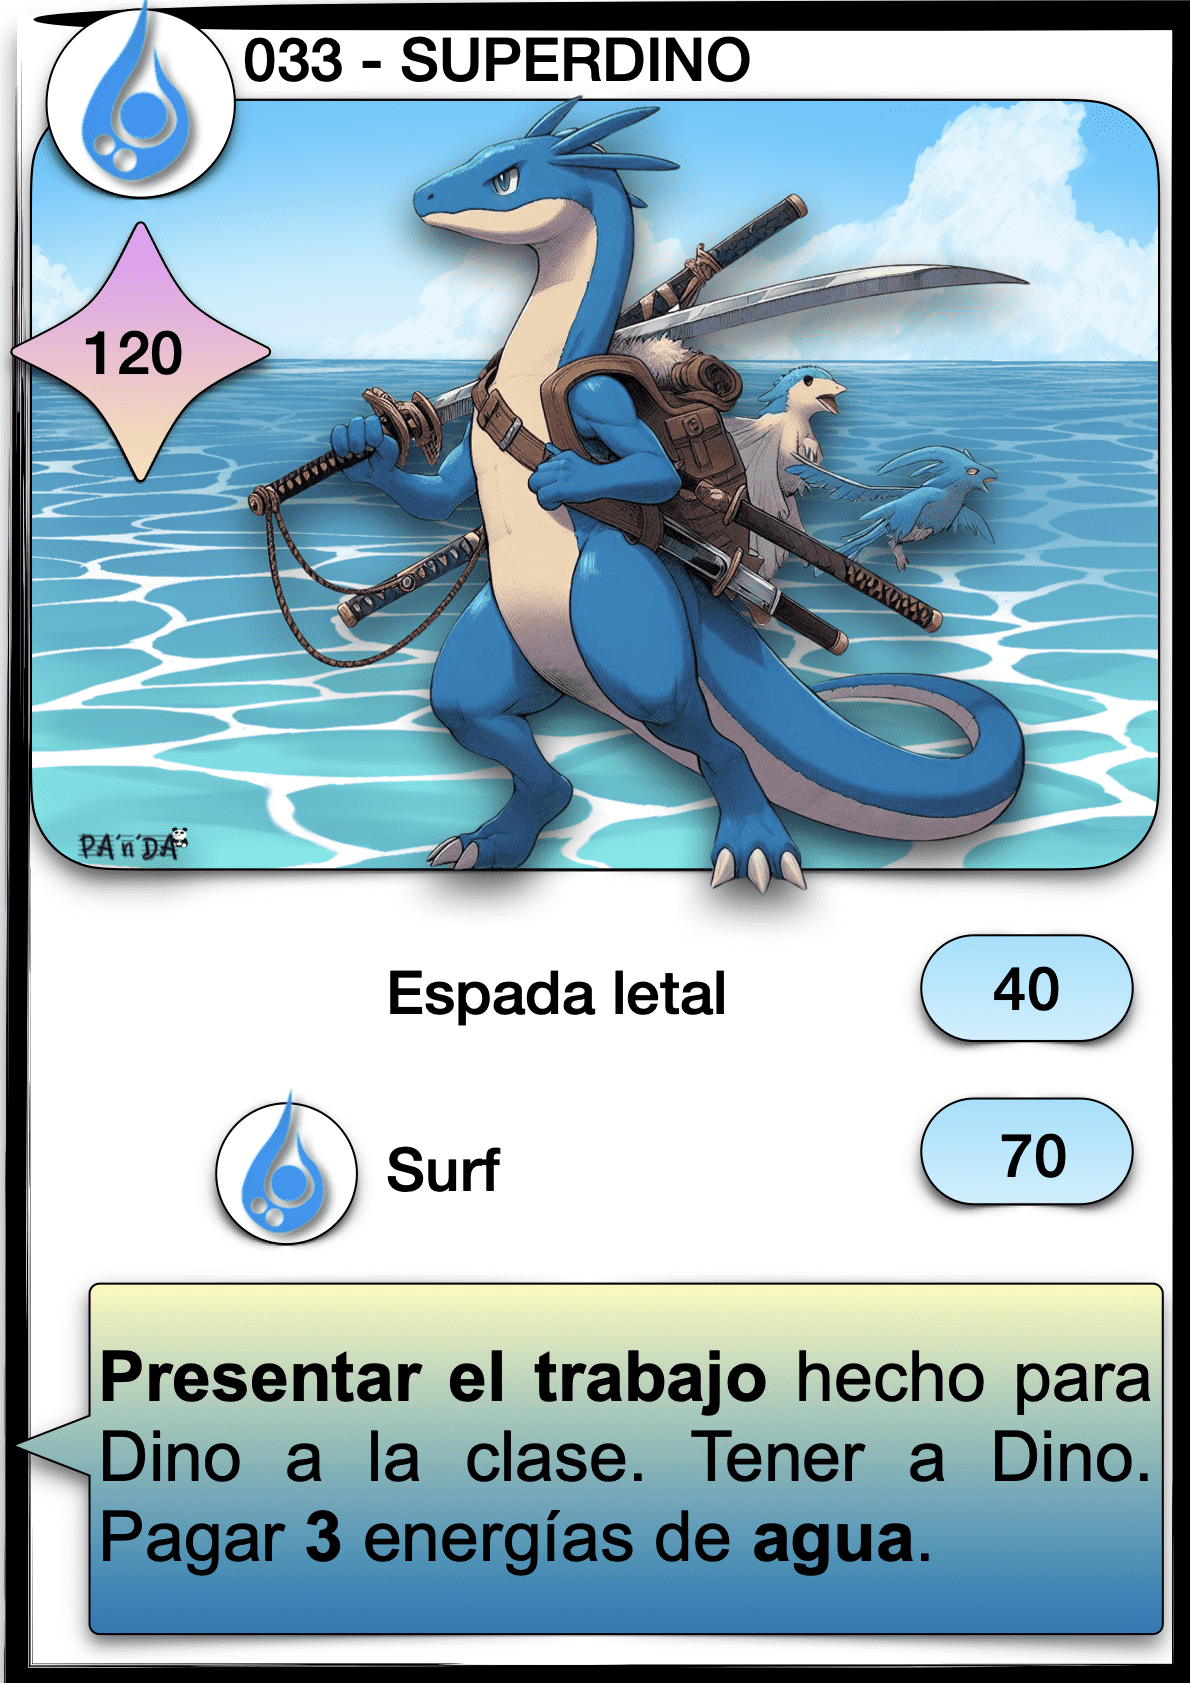 033 - SUPERDINO
120
PA'n'DA
Espada letal
40
Surf
70
Presentar el trabajo hecho para
Dino a la clase. Tener a Dino.
Pagar 3 energías de agua.